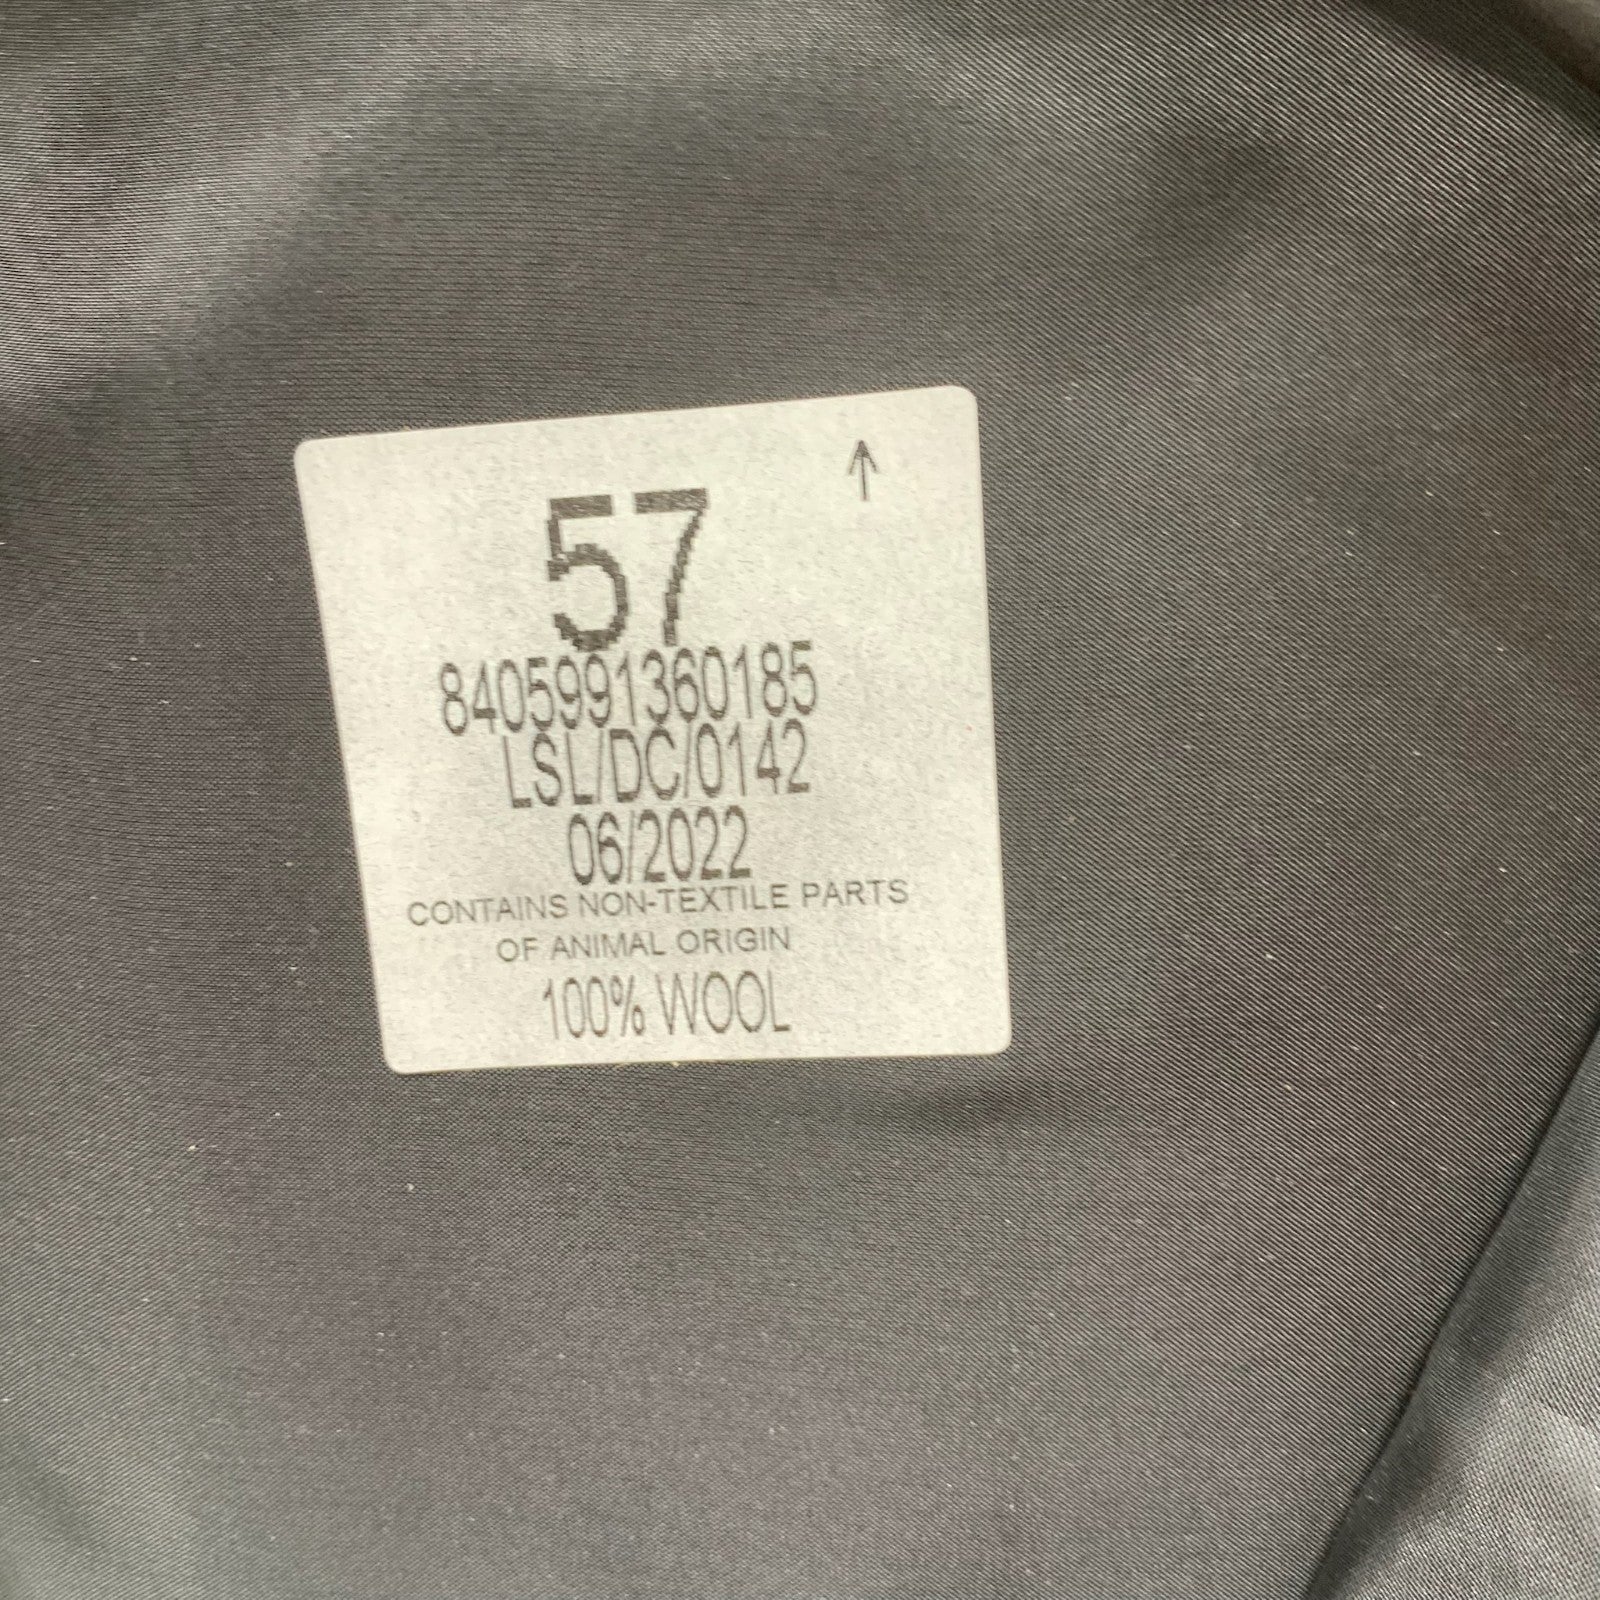 ↑
57
8405991360185
LSL/DC/0142
06/2022
CONTAINS NON-TEXTILE PARTS
OF ANIMAL ORIGIN
100% WOOL